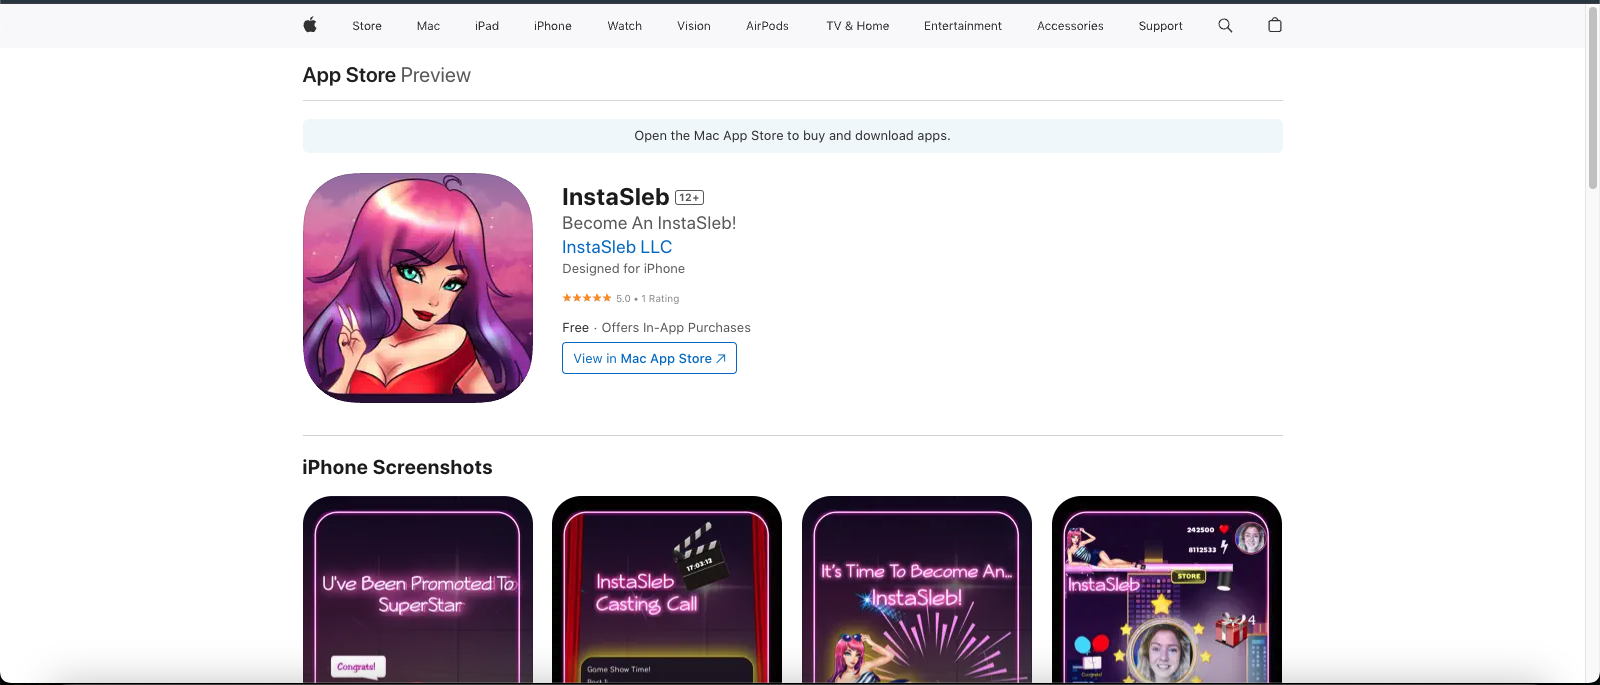 Store Mac iPad iPhone Watch Vision AirPods TV & Home Entertainment Accessories Support
App Store Preview
Open the Mac App Store to buy and download apps.
InstaSleb 12+
Become An InstaSleb!
InstaSleb LLC
Designed for iPhone
5.0 • 1 Rating
Free · Offers In-App Purchases
View in Mac App Store
iPhone Screenshots
U've Been Promoted To
SuperStar
Congrats!
17:03:12
InstaSleb
Casting Call
Game Show Time!
It's Time To Become An...
InstaSleb!
242500
8112533
STORE
InstaSleb
4
Congrats!